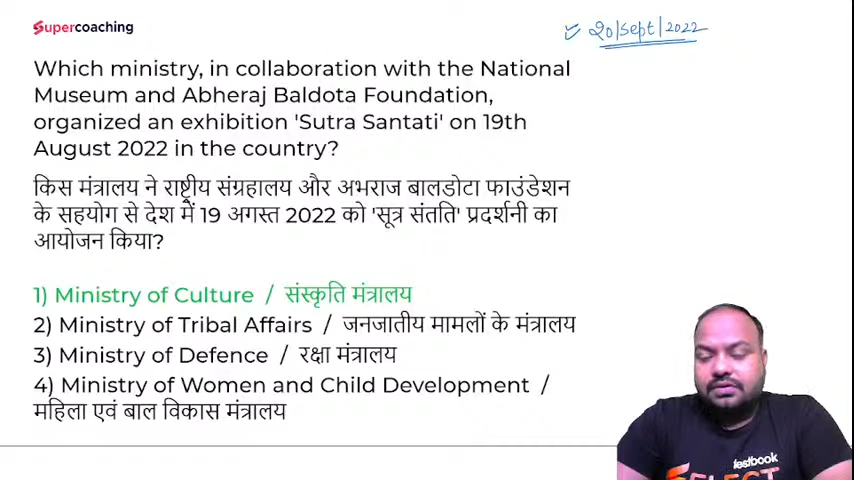 Supercoaching
20/Sept/2022
Which ministry, in collaboration with the National
Museum and Abheraj Baldota Foundation,
organized an exhibition 'Sutra Santati' on 19th
August 2022 in the country?
किस मंत्रालय ने राष्ट्रीय संग्रहालय और अभराज बालडोटा फाउंडेशन
के सहयोग से देश में 19 अगस्त 2022 को 'सूत्र संतति' प्रदर्शनी का
आयोजन किया?
1) Ministry of Culture / संस्कृति मंत्रालय
2) Ministry of Tribal Affairs / जनजातीय मामलों के मंत्रालय
3) Ministry of Defence / रक्षा मंत्रालय
4) Ministry of Women and Child Development /
महिला एवं बाल विकास मंत्रालय
testbook
SELECT